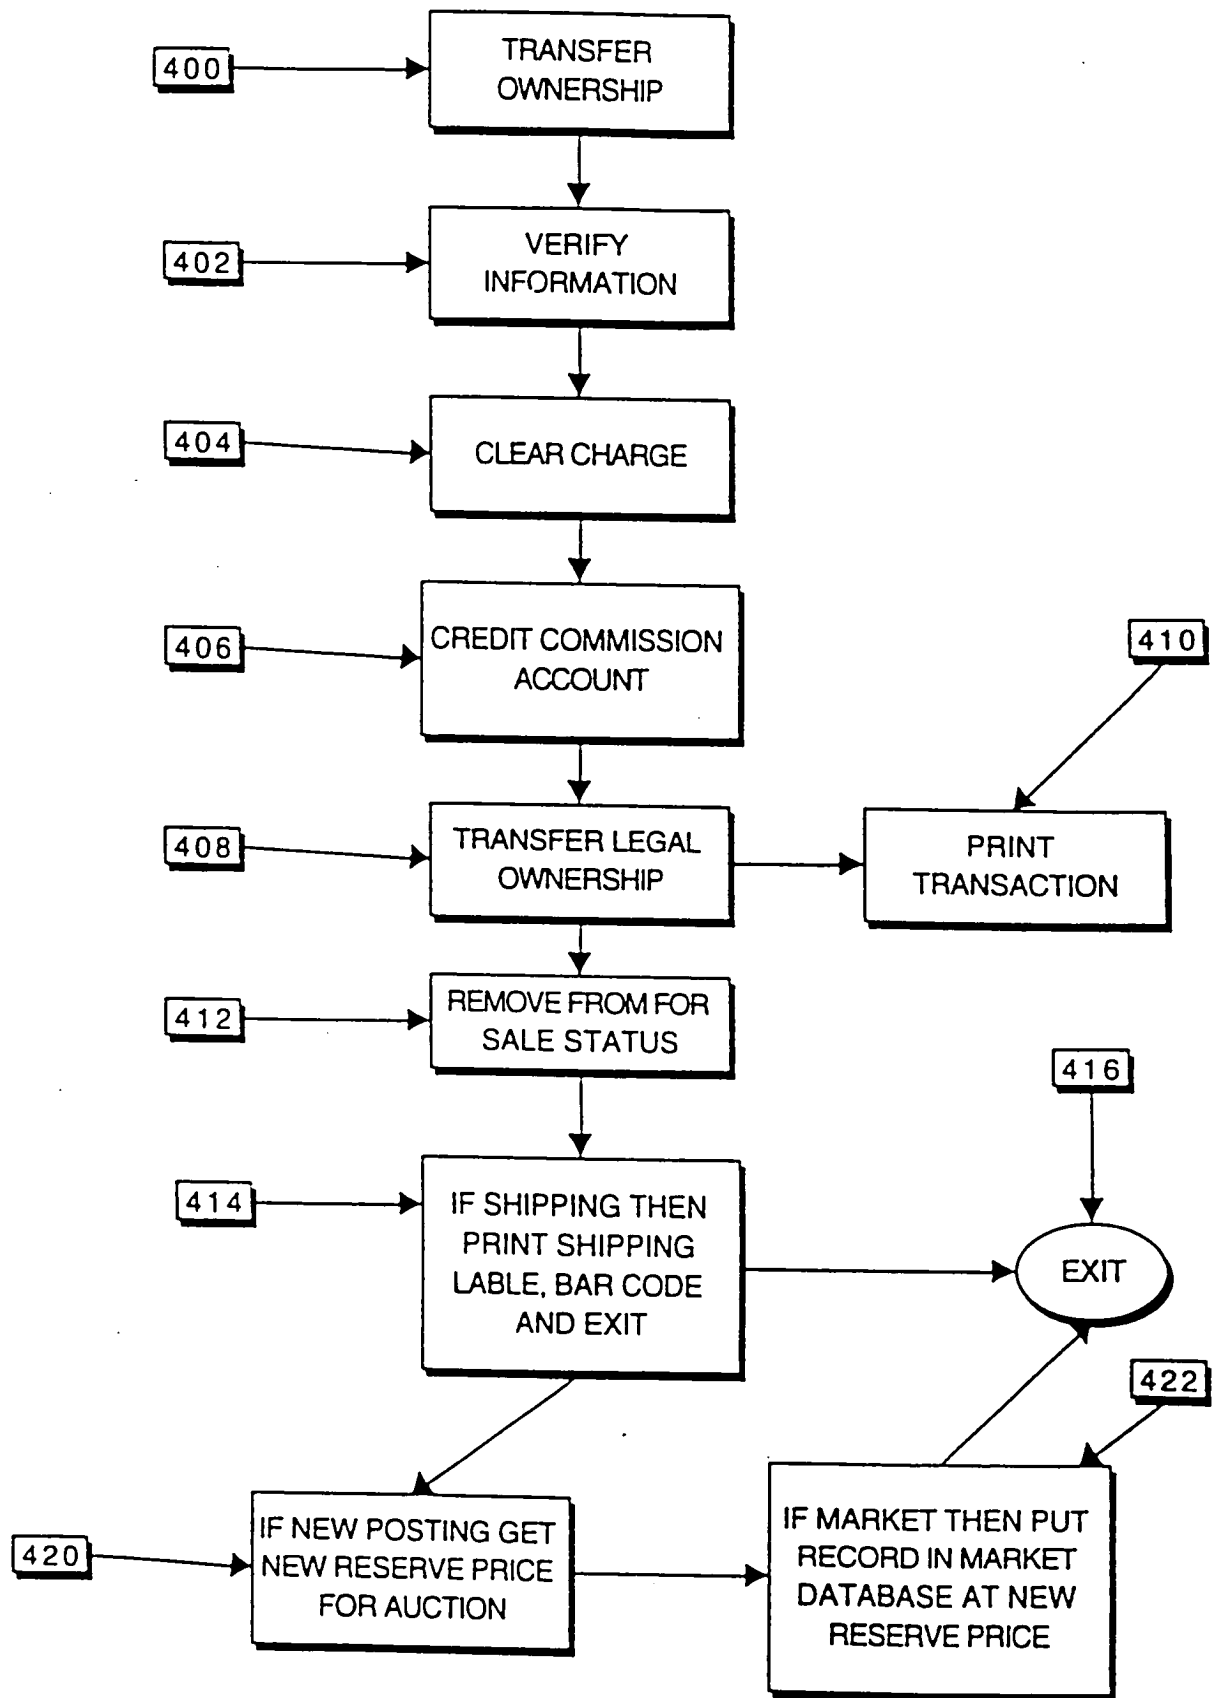 400
TRANSFER
OWNERSHIP
402
VERIFY
INFORMATION
404
CLEAR CHARGE
406
CREDIT COMMISSION
ACCOUNT
410
408
TRANSFER LEGAL
OWNERSHIP
PRINT
TRANSACTION
412
REMOVE FROM FOR
SALE STATUS
416
414
IF SHIPPING THEN
PRINT SHIPPING
LABLE, BAR CODE
AND EXIT
EXIT
422
420
IF NEW POSTING GET
NEW RESERVE PRICE
FOR AUCTION
IF MARKET THEN PUT
RECORD IN MARKET
DATABASE AT NEW
RESERVE PRICE